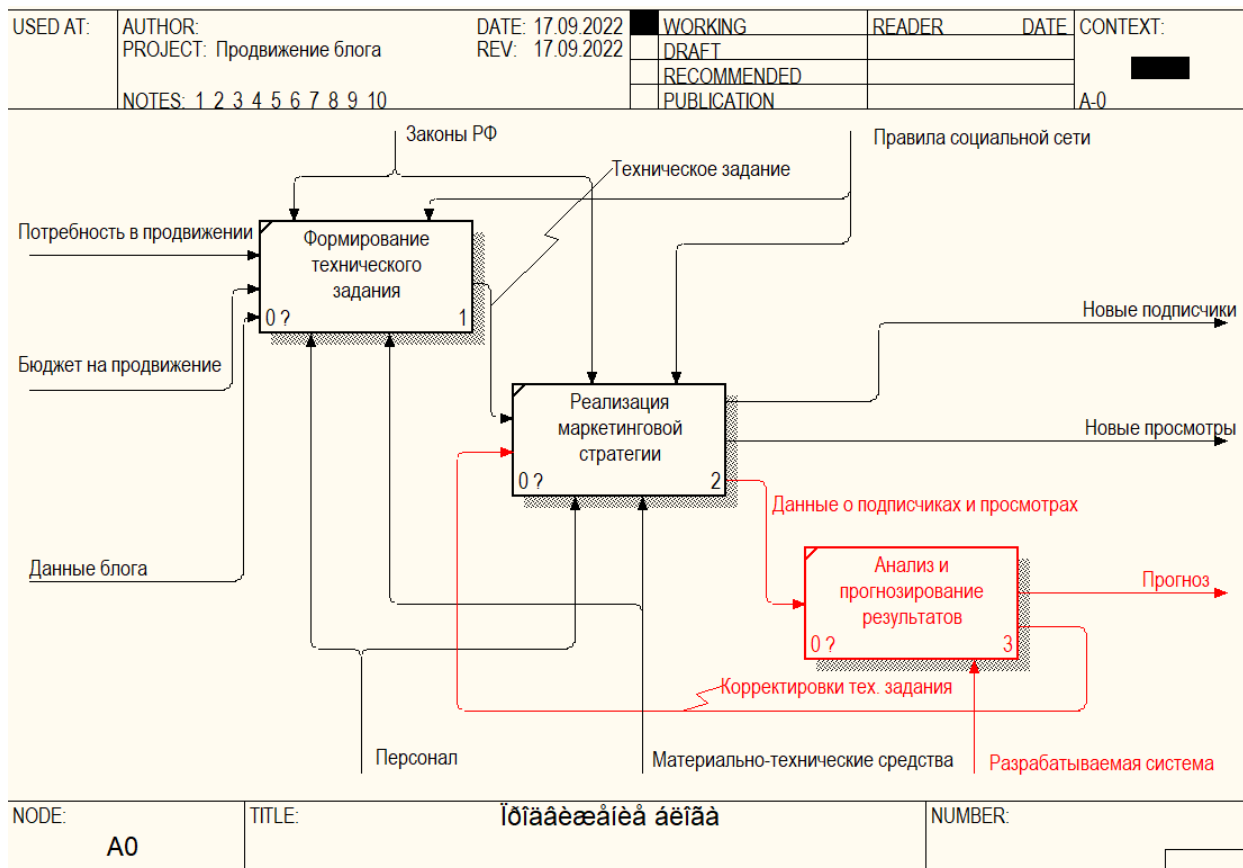 USED AT:
AUTHOR:
DATE: 17.09.2022
PROJECT: Продвижение блога
REV: 17.09.2022
NOTES: 1 2 3 4 5 6 7 8 9 10
WORKING
DRAFT
RECOMMENDED
PUBLICATION
READER DATE
CONTEXT:
A-0
Законы РФ
Правила социальной сети
Техническое задание
Потребность в продвижении
Формирование
технического
задания
0 ? 1
Бюджет на продвижение
Новые подписчики
Реализация
маркетинговой
стратегии
0 ? 2
Новые просмотры
Данные о подписчиках и просмотрах
Данные блога
Анализ и
прогнозирование
результатов
0 ? 3
Прогноз
Корректировки тех. задания
Персонал
Материально-технические средства
Разрабатываемая система
NODE:
A0
TITLE:
Ïðîäâèæåíèå áëîãà
NUMBER: